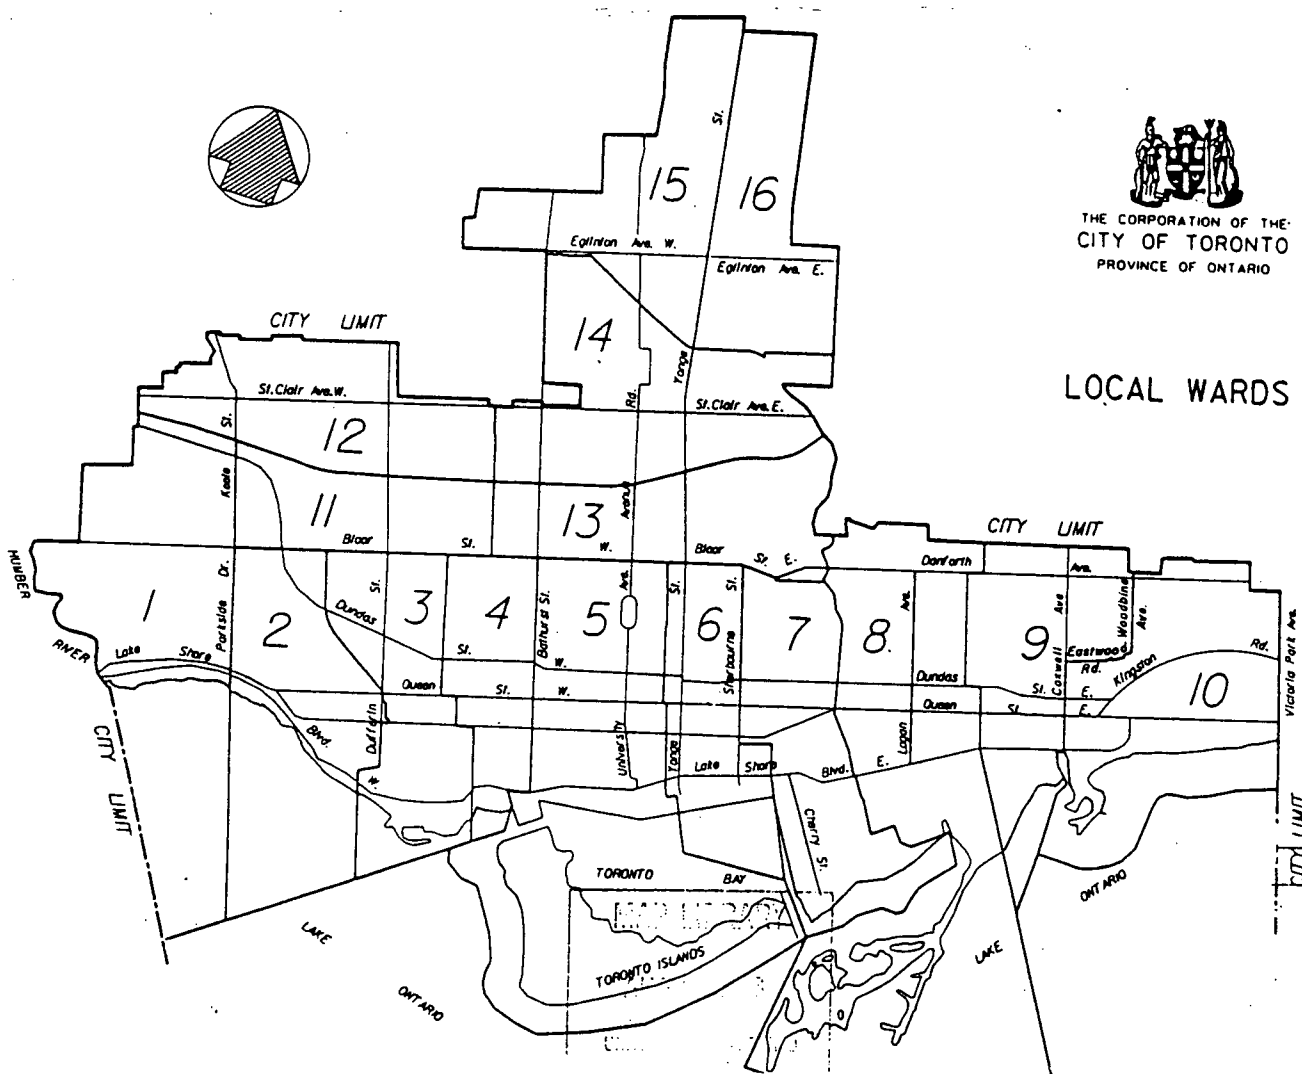 THE CORPORATION OF THE
CITY OF TORONTO
PROVINCE OF ONTARIO
LOCAL WARDS
St.
15
16
Eglinton Ave. W.
Eglinton Ave. E.
CITY LIMIT
14
Yonge
St. Clair Ave. W.
Rd.
St. Clair Ave. E.
St.
12
Keele
Avenue
11
13
CITY LIMIT
Bloor St. W.
Bloor St. E.
Danforth Ave.
HUMBER
RIVER
Dr.
Parkside
St.
Dufferin
Bathurst St.
Ave.
University
St.
Yonge
St.
Sherbourne
Ave.
Logan
Ave
Coxwell
Woodbine
Ave.
Victoria Park Ave.
1
2
3
4
5
6
7
8
9
10
Dundas St. W.
Eastwood
Rd.
Kingston Rd.
Lake Shore
Blvd.
W.
Queen St. W.
Dundas St. E.
Queen St. E.
Lake Shore Blvd. E.
CITY LIMIT
Cherry St.
CITY LIMIT
TORONTO BAY
ONTARIO
MAP LIBRARY
LAKE
TORONTO ISLANDS
LAKE
ONTARIO